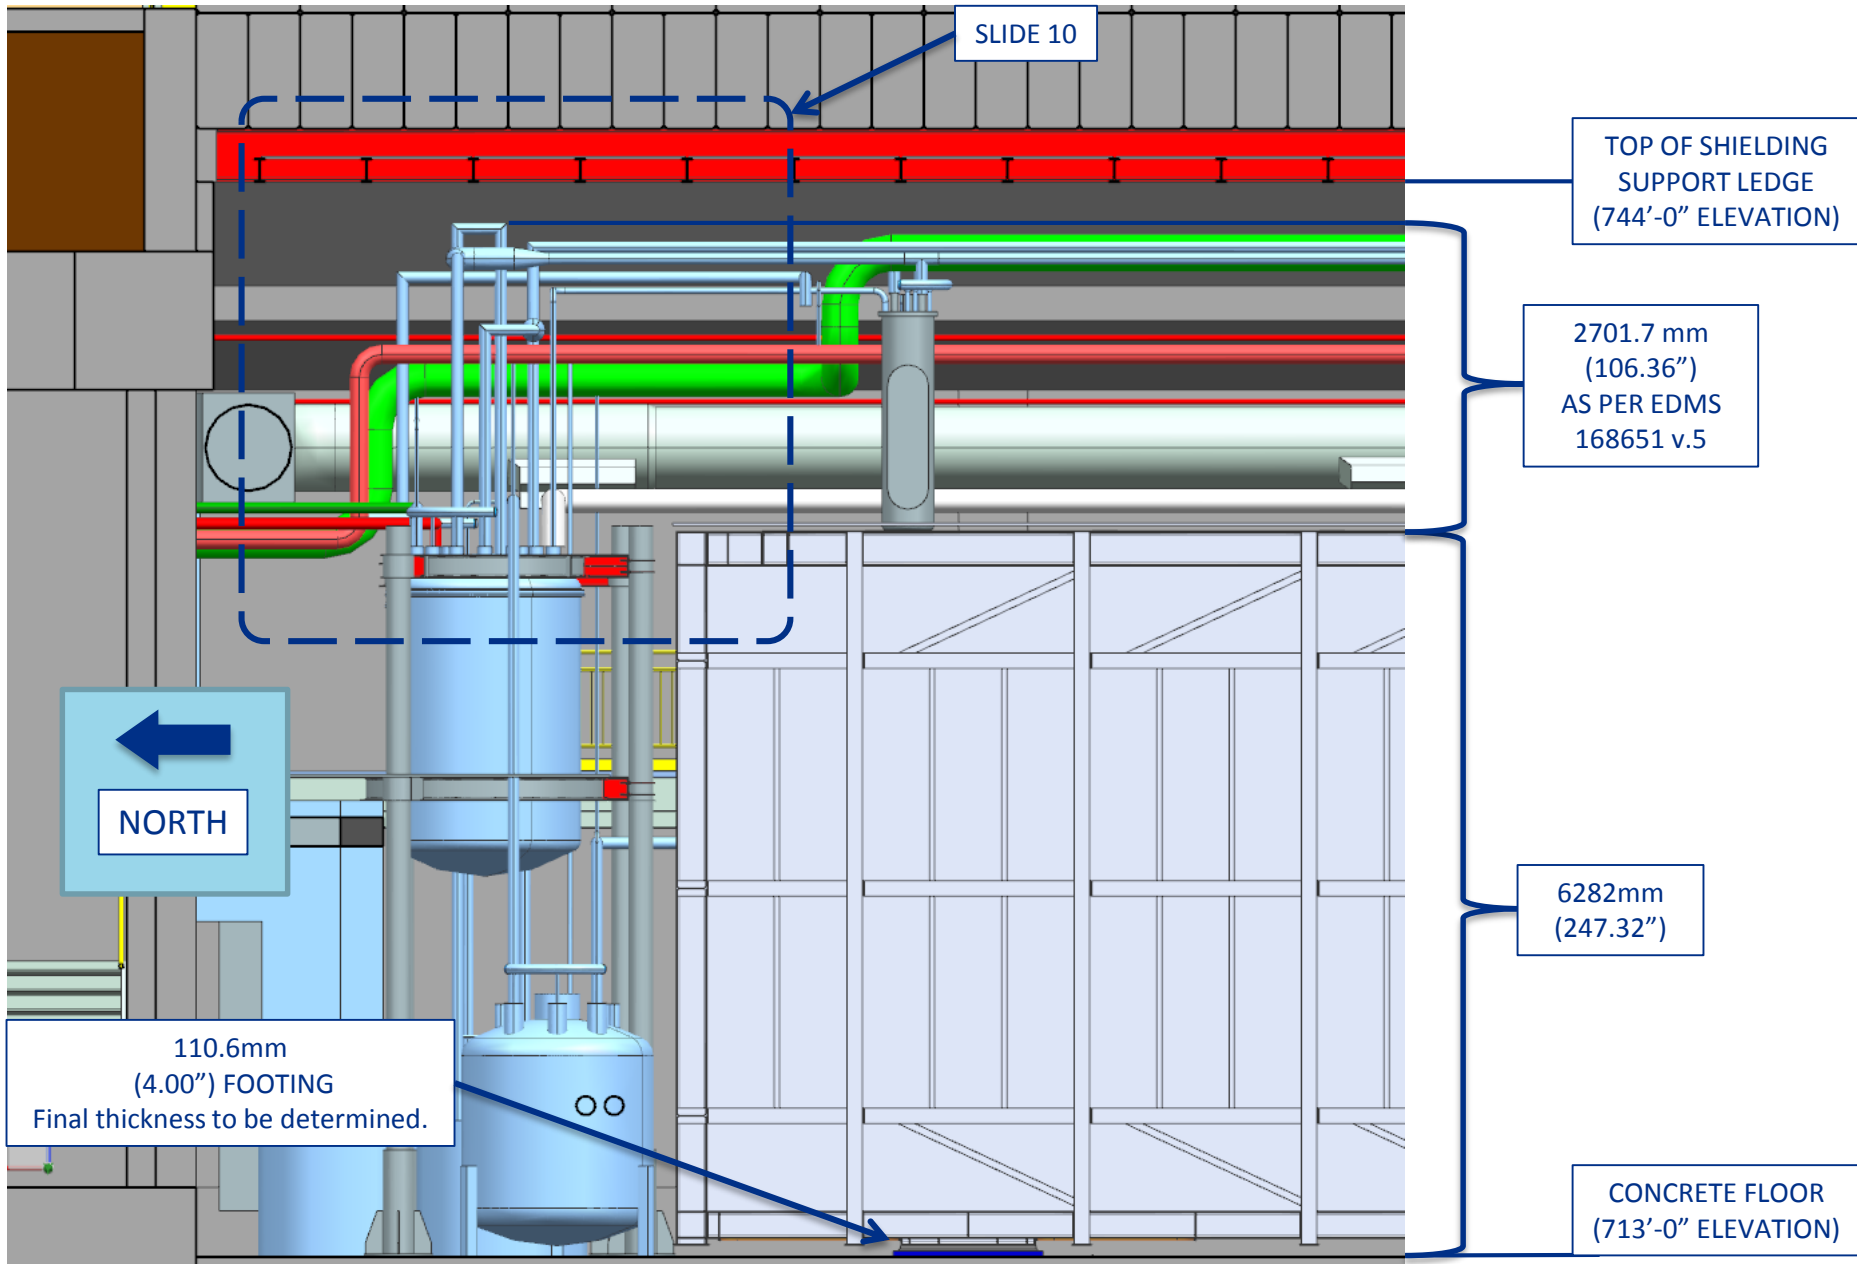 SLIDE 10
TOP OF SHIELDING
SUPPORT LEDGE
(744’-0” ELEVATION)
2701.7 mm
(106.36”)
AS PER EDMS
168651 v.5
NORTH
6282mm
(247.32”)
110.6mm
(4.00”) FOOTING
Final thickness to be determined.
CONCRETE FLOOR
(713’-0” ELEVATION)